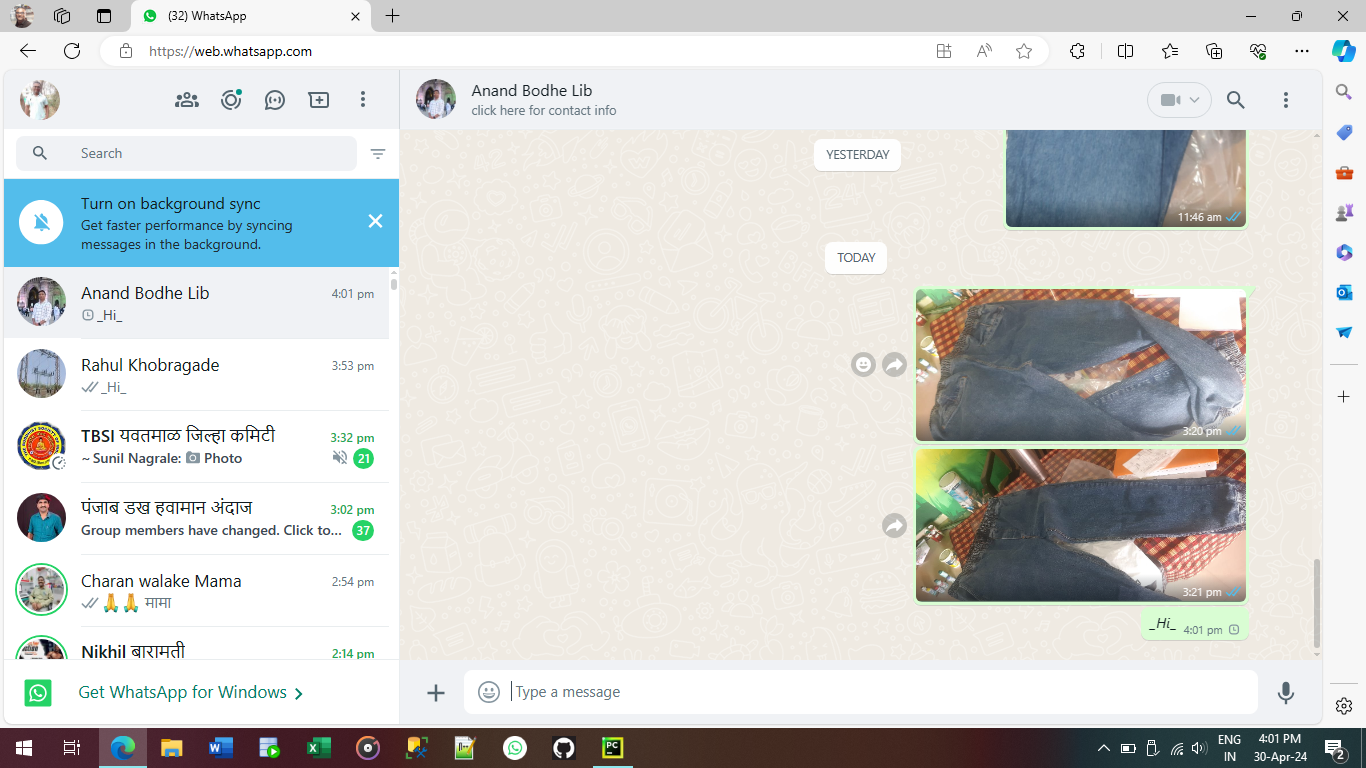 (32) WhatsApp
https://web.whatsapp.com
Anand Bodhe Lib
click here for contact info
Search
Turn on background sync
Get faster performance by syncing
messages in the background.
Anand Bodhe Lib
4:01 pm
_Hi_
Rahul Khobragade
3:53 pm
_Hi_
TBSI यवतमाळ जिल्हा कमिटी
3:32 pm
~ Sunil Nagrale: Photo
21
पंजाब डख हवामान अंदाज
3:02 pm
Group members have changed. Click to...
37
Charan walake Mama
2:54 pm
🙏🙏 मामा
Nikhil बारामती
2:14 pm
Get WhatsApp for Windows
YESTERDAY
11:46 am
TODAY
3:20 pm
3:21 pm
_Hi_ 4:01 pm
Type a message
ENG
IN
4:01 PM
30-Apr-24
2